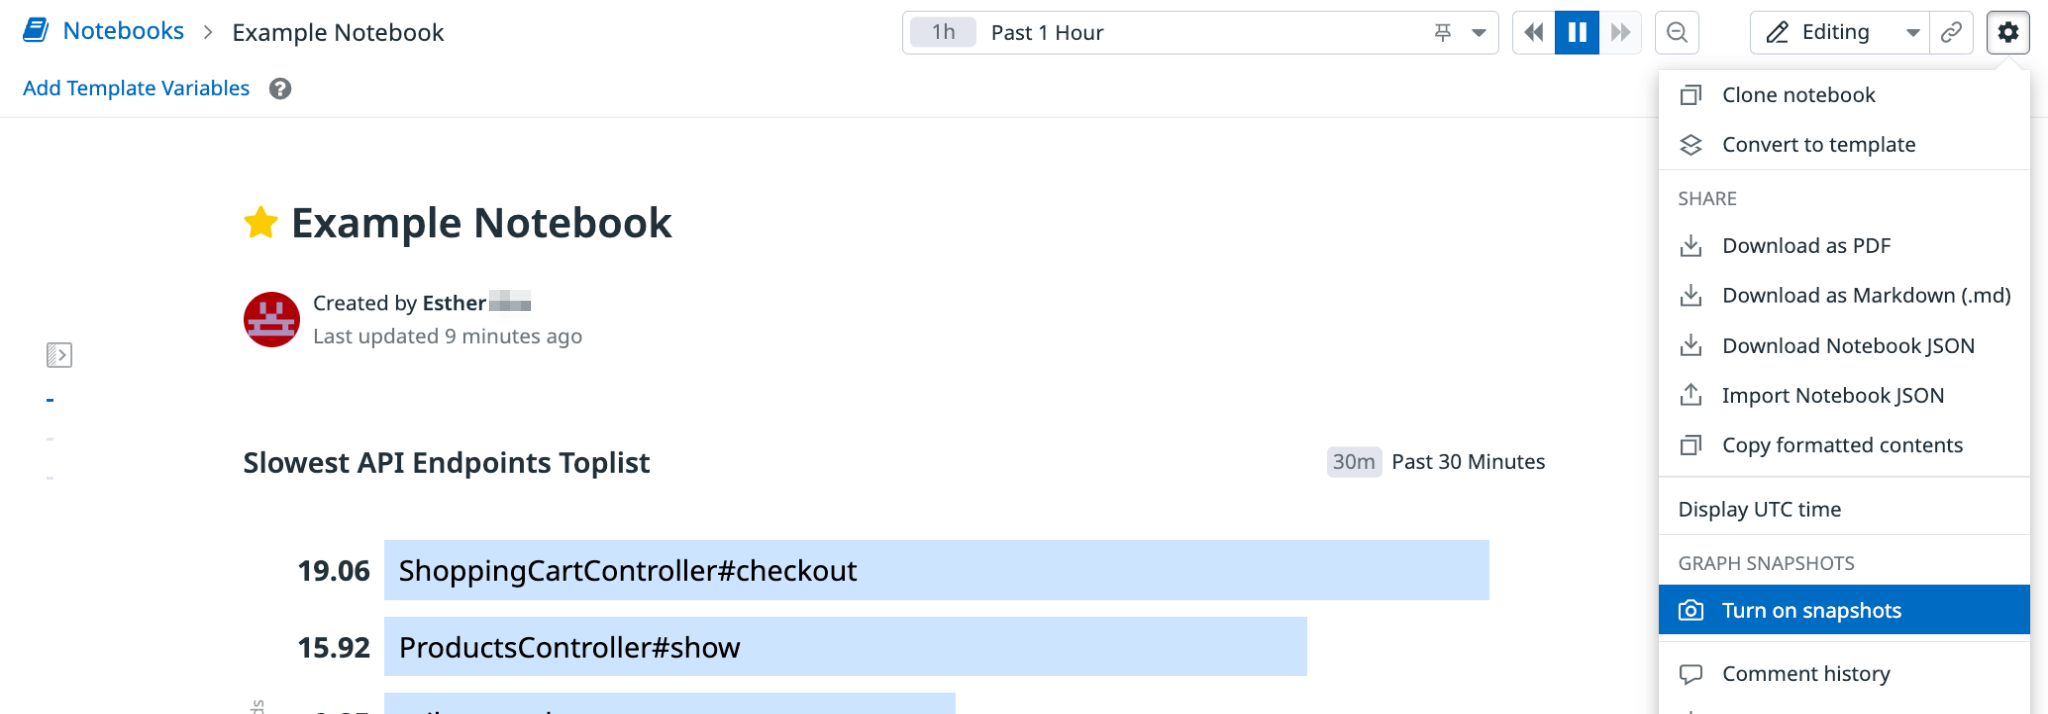 Notebooks > Example Notebook
1h Past 1 Hour
Editing
Add Template Variables ?
Clone notebook
Convert to template
SHARE
Download as PDF
Download as Markdown (.md)
Download Notebook JSON
Import Notebook JSON
Copy formatted contents
Display UTC time
GRAPH SNAPSHOTS
Turn on snapshots
Comment history
Example Notebook
Created by Esther
Last updated 9 minutes ago
Slowest API Endpoints Toplist
30m Past 30 Minutes
19.06 ShoppingCartController#checkout
15.92 ProductsController#show